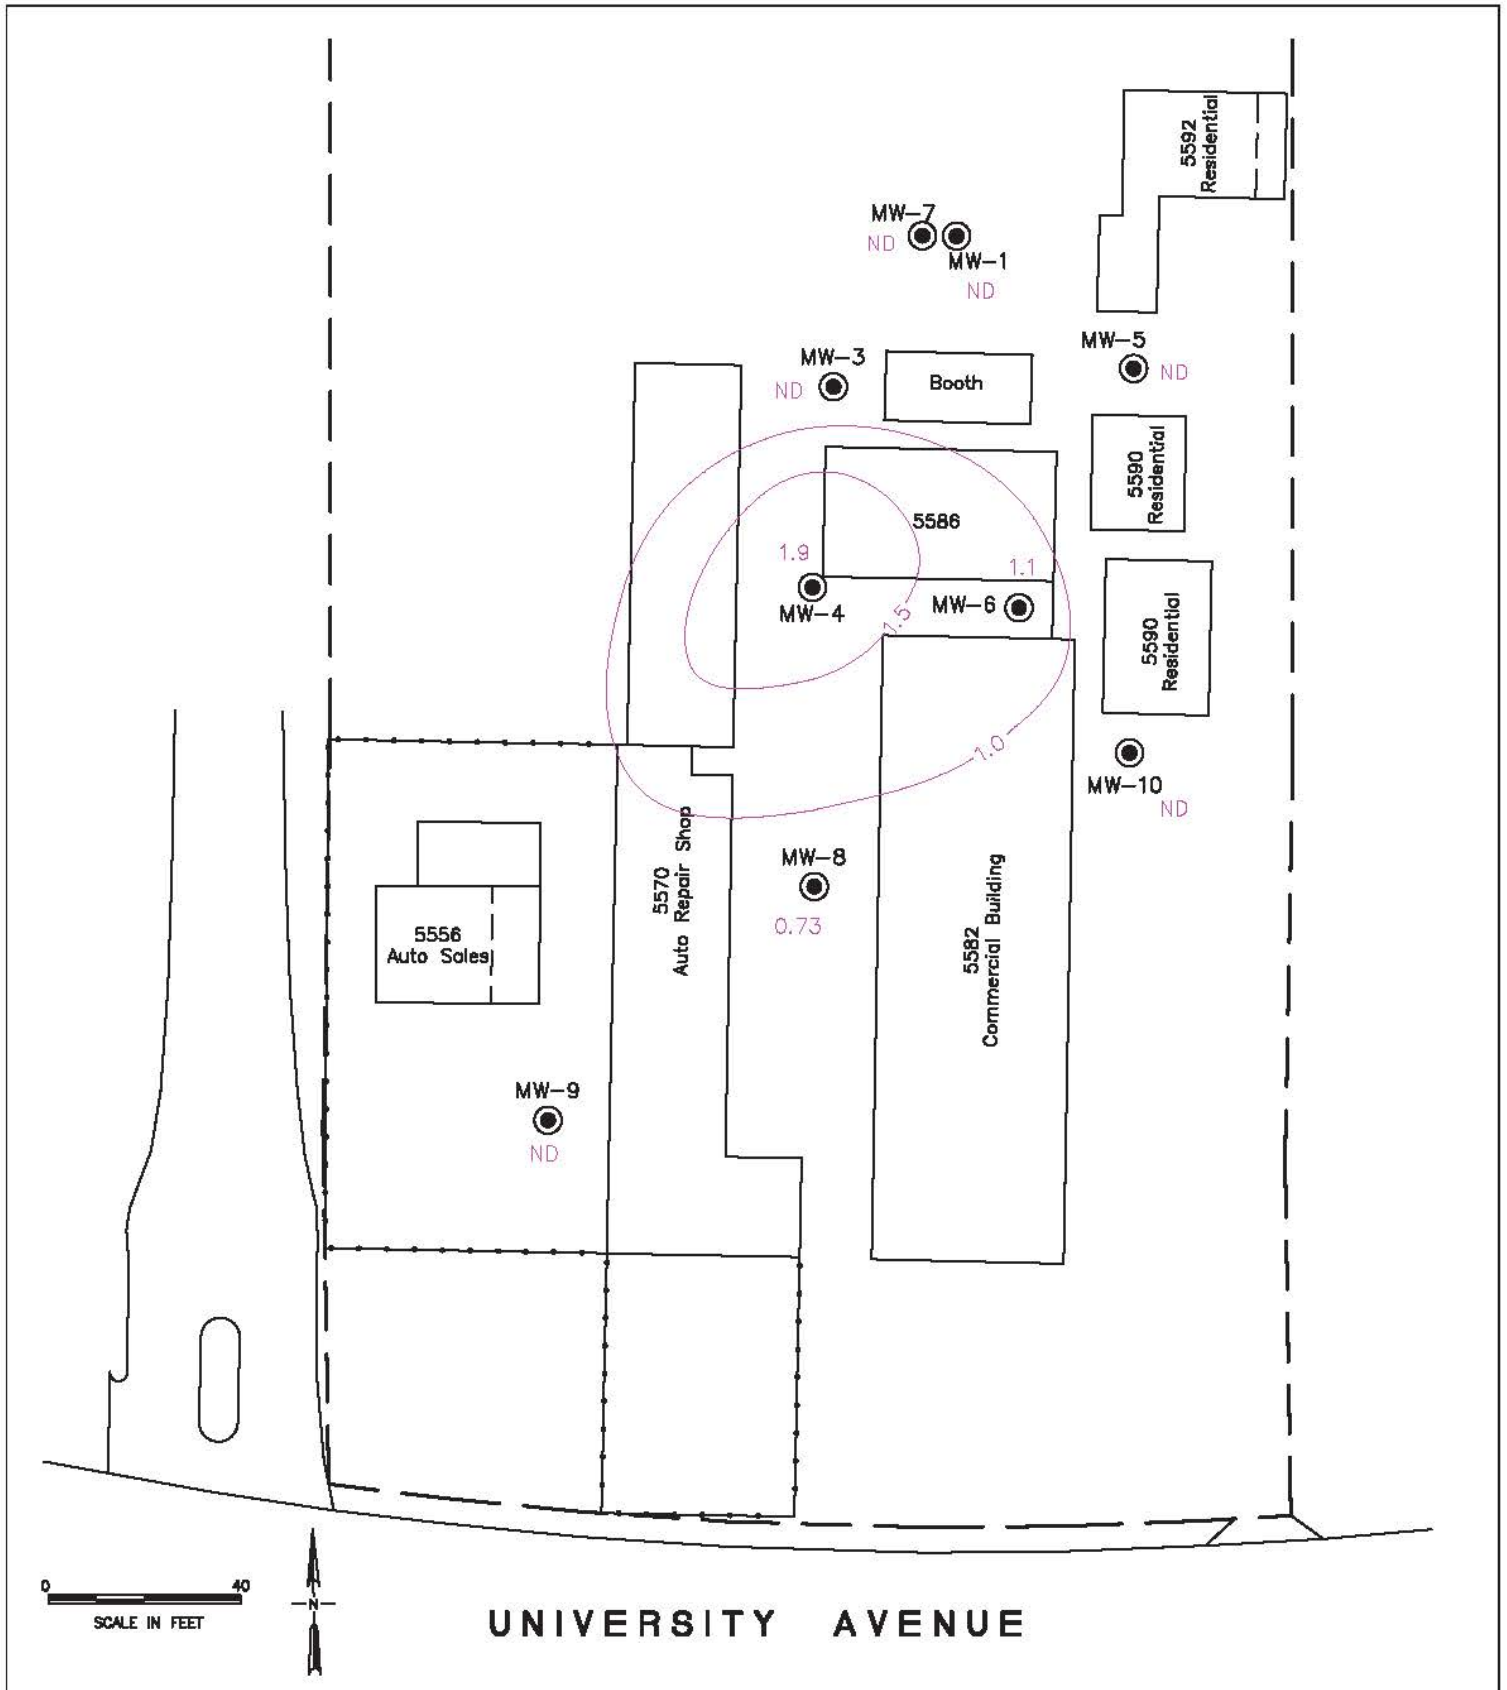 5592
Residential
MW-7
ND
MW-1
ND
MW-5
ND
MW-3
ND
Booth
5590
Residential
5586
1.9
1.1
MW-4
MW-6
1.5
5590
Residential
1.0
MW-10
ND
5570
Auto Repair Shop
MW-8
0.73
5556
Auto Sales
5582
Commercial Building
MW-9
ND
0 40
SCALE IN FEET
N
UNIVERSITY AVENUE